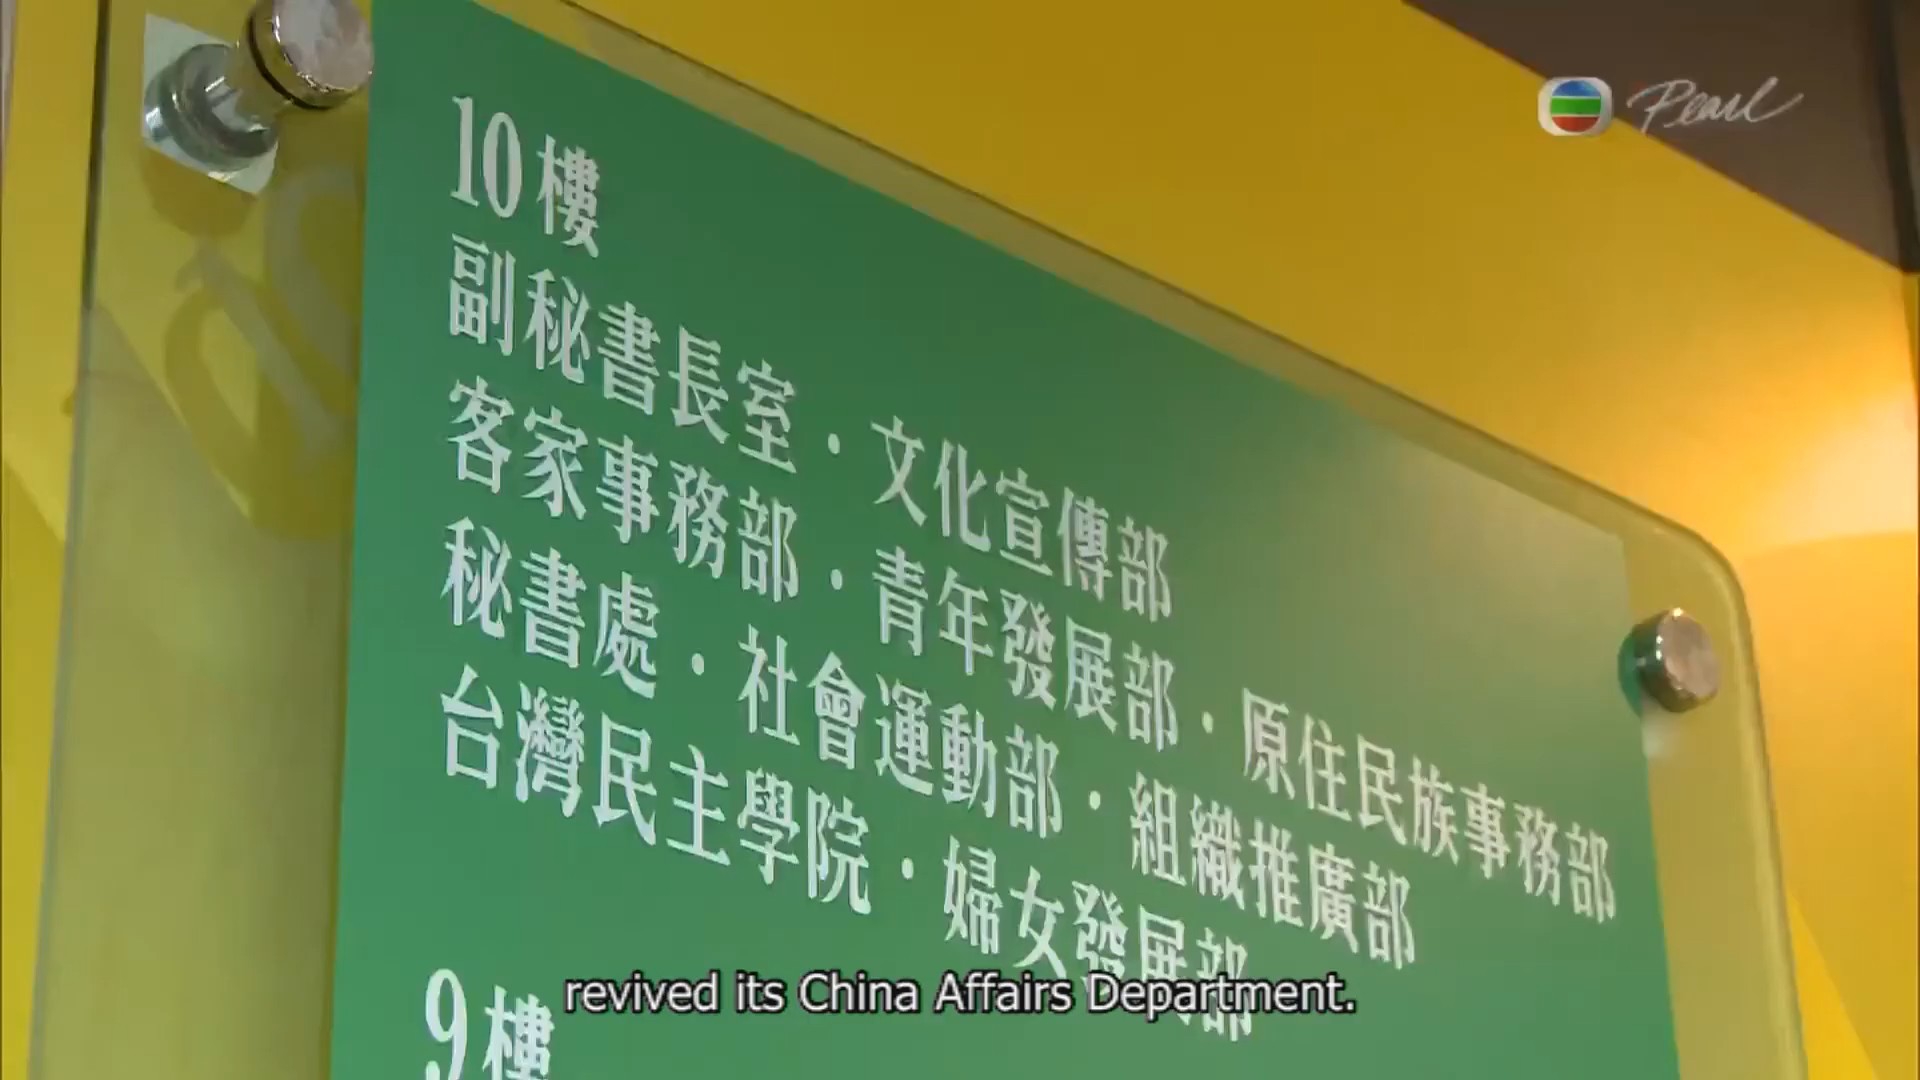 Pearl
10樓
副秘書長室·文化宣傳部
客家事務部·青年發展部·原住民族事務部
秘書處·社會運動部·組織推廣部
台灣民主學院·婦女發展部
9樓
revived its China Affairs Department.